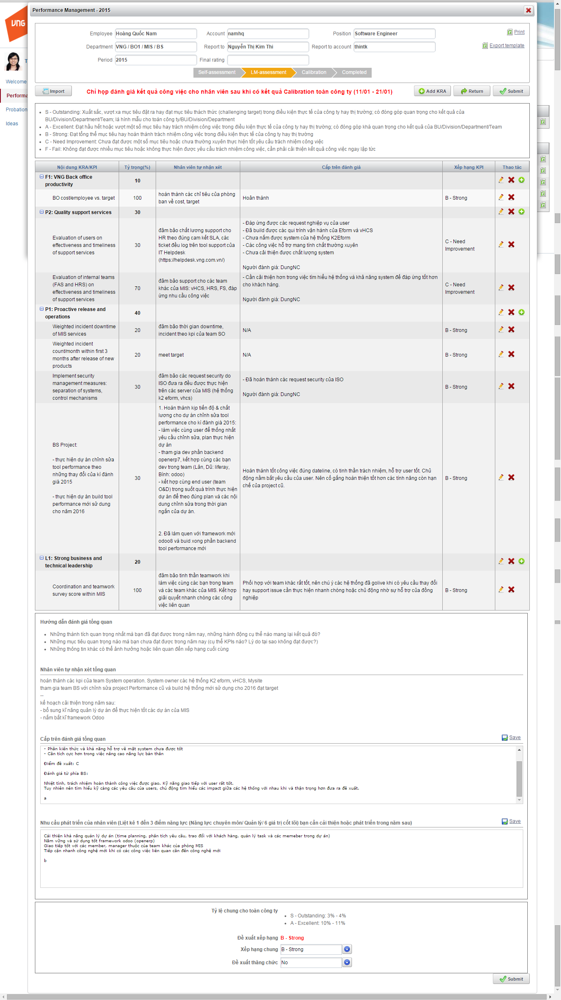 Performance Management - 2015
VNG
Employee Hoàng Quốc Nam Account namhq Position Software Engineer Print
Department VNG / BO1 / MIS / BS Report to Nguyễn Thị Kim Thi Report to account thintk Export template
Period 2015 Final rating
Self-assessment LM-assessment Calibration Completed
Welcome
Performa
Probation
Ideas
Import Chỉ họp đánh giá kết quả công việc cho nhân viên sau khi có kết quả Calibration toàn công ty (11/01 - 21/01) Add KRA Return Submit
S - Outstanding: Xuất sắc, vượt xa mục tiêu đặt ra hay đạt mục tiêu thách thức (challenging target) trong điều kiện thực tế của công ty hay thị trường; có đóng góp quan trọng cho kết quả của
BU/Division/Department/Team; là hình mẫu cho toàn công ty/BU/Division/Department
A - Excellent: Đạt hầu hết hoặc vượt một số mục tiêu hay trách nhiệm công việc trong điều kiện thực tế của công ty hay thị trường; có đóng góp khá quan trọng cho kết quả của BU/Division/Department/Team
B - Strong: Đạt tổng thể mục tiêu hay hoàn thành trách nhiệm công việc trong điều kiện thực tế của công ty hay thị trường
C - Need Improvement: Chưa đạt được một số mục tiêu hoặc chưa thường xuyên thực hiện tốt yêu cầu trách nhiệm công việc
F - Fail: Không đạt được nhiều mục tiêu hoặc không thực hiện được yêu cầu trách nhiệm công việc, cần phải cải thiện kết quả công việc ngay lập tức
Nội dung KRA/KPI Tỷ trọng(%) Nhân viên tự nhận xét Cấp trên đánh giá Xếp hạng KPI Thao tác
F1: VNG Back office
productivity
10
BO cost/employee vs. target
100
hoàn thành các chỉ tiêu của phòng
ban về cost, target
Hoàn thành
B - Strong
P2: Quality support services
30
Evaluation of users on
effectiveness and timeliness
of support services
30
đảm bảo chất lương support cho
HR theo đúng cam kết SLA, các
ticket đều log trên tool support của
IT Helpdesk
(https://helpdesk.vng.com.vn/)
- Đáp ứng được các request nghiệp vụ của user
- Đã build được các qui trình vận hành của Eform và vHCS
- Chưa nắm được system của hệ thống K2Eform
- Các công việc hỗ trợ mang tính chất thường xuyên
- Chưa cải thiện được chất lượng system
Người đánh giá: DungNC
C - Need
Improvement
Evaluation of internal teams
(FAS and HRS) on
effectiveness and timeliness
of support services
70
đảm bảo support cho các team
khác của MIS: vHCS, HRS, FS, đáp
ứng nhu cầu công việc
- Cần cải thiện hơn trong việc tìm hiểu hệ thống và khả năng system để đáp ứng tốt hơn
cho khách hàng.
Người đánh giá: DungNC
C - Need
Improvement
P1: Proactive release and
operations
40
Weighted incident downtime
of MIS services
20
đảm bảo thời gian downtime,
incident theo kpi của team SO
N/A
B - Strong
Weighted incident
count/month within first 3
months after release of new
products
20
meet target
N/A
B - Strong
Implement security
management measures:
separation of systems,
control mechanisms
30
đảm bảo các request security do
ISO đưa ra đều được thực hiện
trên các server của MIS (hệ thống
k2 eform, vhcs)
- Đã hoàn thành các request security của ISO
Người đánh giá: DungNC
B - Strong
BS Project:
- thực hiện dự án chỉnh sửa
tool performance theo
những thay đổi của kì đánh
giá 2015
- thực hiện dự án build tool
performance mới sử dung
cho năm 2016
30
1. Hoàn thành kịp tiến độ & chất
lương cho dự án chỉnh sửa tool
performance cho kì đánh giá 2015:
- làm việc cùng user để thống nhất
yêu cầu chỉnh sửa, plan thực hiện
dự án
- tham gia dev phần backend
openerp7, kết hợp cùng các bạn
dev trong team (Lân, Dũ: liferay,
Bình: odoo)
- kết hợp cùng end user (team
O&D) trong suốt quá trình thực hiện
dự án để theo đúng plan và các nội
dung chỉnh sửa trong thời gian
ngắn của dự án.
2. Đã làm quen với framework mới
odoo8 và buid xong phần backend
tool performance mới
Hoàn thành tốt công việc đúng dateline, có tinh thần trách nhiệm, hỗ trợ user tốt. Chủ
động nắm bắt yêu cầu của user. Nên cố gắng hoàn thiện tốt hơn các tính năng còn hạn
chế của project cũ.
B - Strong
L1: Strong business and
technical leadership
20
Coordination and teamwork
survey score within MIS
100
đảm bảo tinh thần teamwork khi
làm việc cùng các bạn trong team
và các team khác của MIS. Kết hợp
giải quyết nhanh chóng các công
việc liên quan
Phối hợp với team khác rất tốt, nên chú ý các hệ thống đã golive khi có yêu cầu thay đổi
hay support issue cần thực hiện nhanh chóng hoặc chủ động nhờ sự hỗ trợ của đồng
nghiệp
B - Strong
Hướng dẫn đánh giá tổng quan
Những thành tích quan trọng nhất mà bạn đã đạt được trong năm nay, những hành động cụ thể nào mang lại kết quả đó?
Những mục tiêu quan trọng nào mà bạn chưa đạt được trong năm nay (cụ thể KPIs nào? Lý do tại sao không đạt được?)
Những thông tin khác có thể ảnh hưởng hoặc liên quan đến xếp hạng cuối cùng
Nhân viên tự nhận xét tổng quan
hoàn thành các kpi của team System operation. System owner các hệ thống K2 eform, vHCS, Mysite
tham gia team BS với chỉnh sửa project Performance cũ và build hệ thống mới sử dụng cho 2016 đạt target
--
kế hoạch cải thiện trong năm sau:
- bổ sung kĩ năng quản lý dự án để thực hiện tốt các dự án của MIS
- nắm bắt kĩ framework Odoo
Cấp trên đánh giá tổng quan Save
- Phần kiến thức và khả năng hỗ trợ về mặt system chưa được tốt
- Cần tích cực hơn trong việc nâng cao năng lực bản thân
Điểm đề xuất: C
Đánh giá từ phía BS:
Nhiệt tình, trách nhiệm hoàn thành công việc được giao. Kỹ năng giao tiếp với user rất tốt.
Tuy nhiên nên tìm hiểu kỹ càng các yêu cầu của users, chủ động tìm hiểu các impact giữa các hệ thống với nhau khi và thận trọng hơn đưa ra đề xuất.
a
Nhu cầu phát triển của nhân viên (Liệt kê 1 đến 3 điểm năng lực (Năng lực chuyên môn/ Quản lý/ 6 giá trị cốt lõi) bạn cần cải thiện hoặc phát triển trong năm sau) Save
Cải thiện khả năng quản lý dự án (time planning, phân tích yêu cầu, trao đổi với khách hàng, quản lý task và các memeber trong dự án)
Nắm vững và sử dụng tốt framework odoo (openerp)
Giao tiếp tốt với các member, manager thuộc của team khác của phòng MIS
Tiếp cận nhanh công nghệ mới khi có các công việc liên quan cần đến công nghệ mới
b
Tỷ lệ chung cho toàn công ty
S - Outstanding: 3% - 4%
A - Excellent: 10% - 11%
Đề xuất xếp hạng B - Strong
Xếp hạng chung B - Strong
Đề xuất thăng chức No
Submit